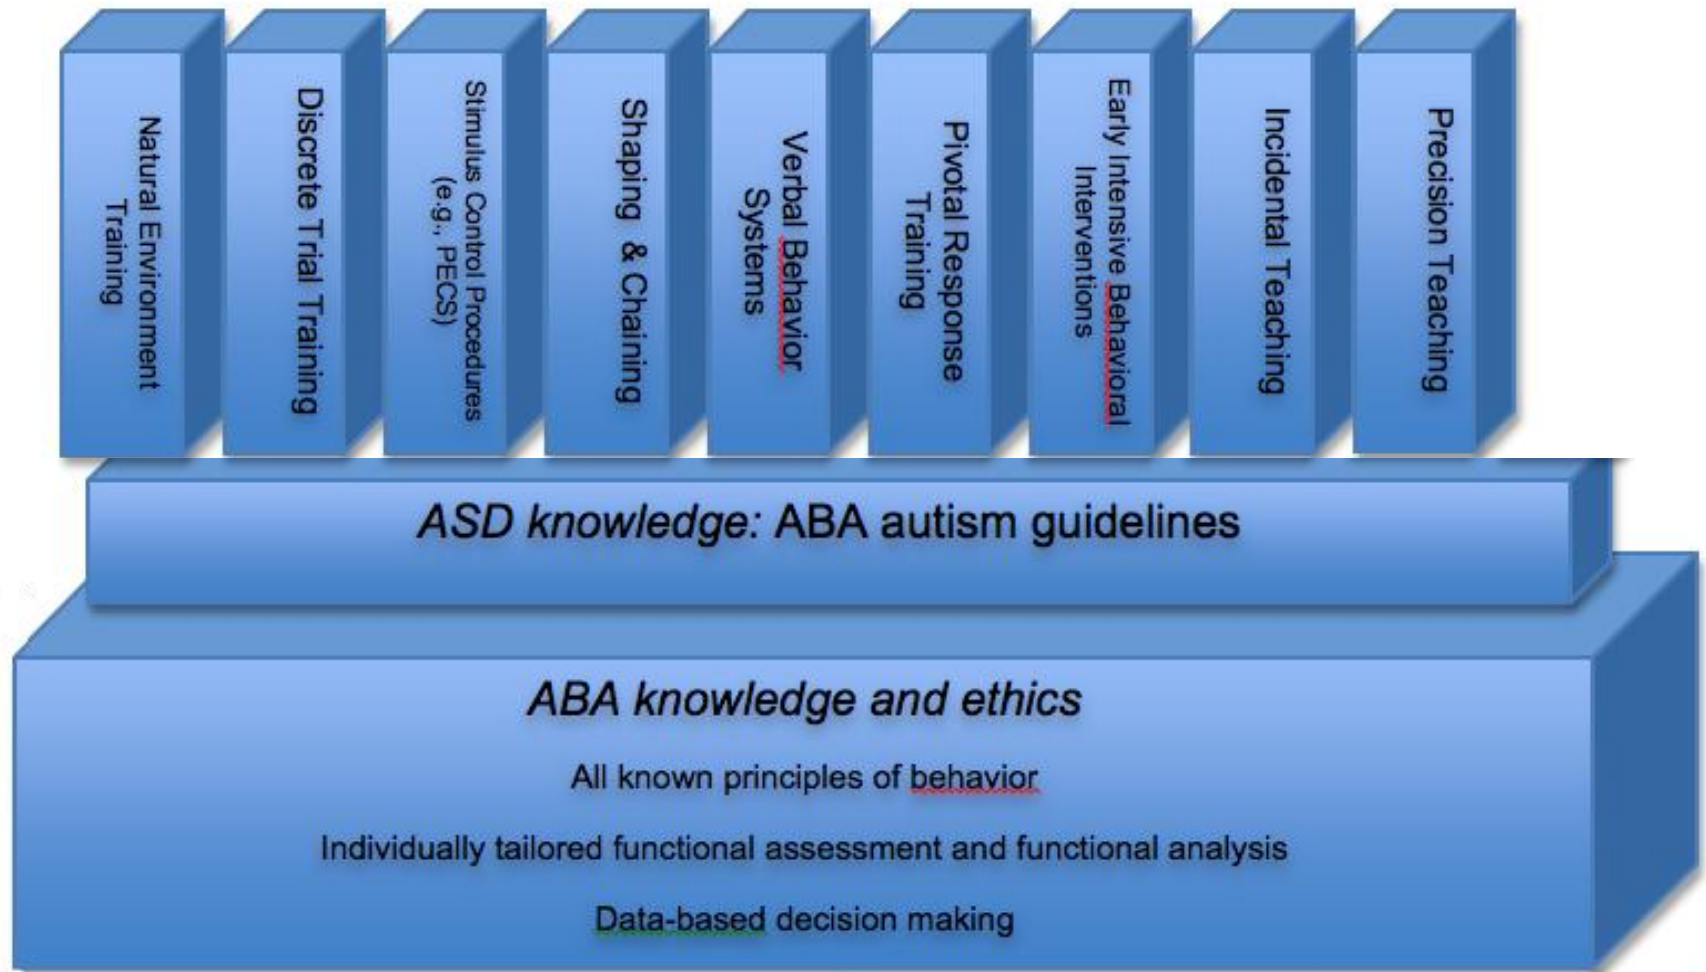 Natural Environment
Training
Discrete Trial Training
Stimulus Control Procedures
(e.g., PECS)
Shaping & Chaining
Verbal Behavior
Systems
Pivotal Response
Training
Early Intensive Behavioral
Interventions
Incidental Teaching
Precision Teaching
ASD knowledge: ABA autism guidelines
ABA knowledge and ethics
All known principles of behavior
Individually tailored functional assessment and functional analysis
Data-based decision making